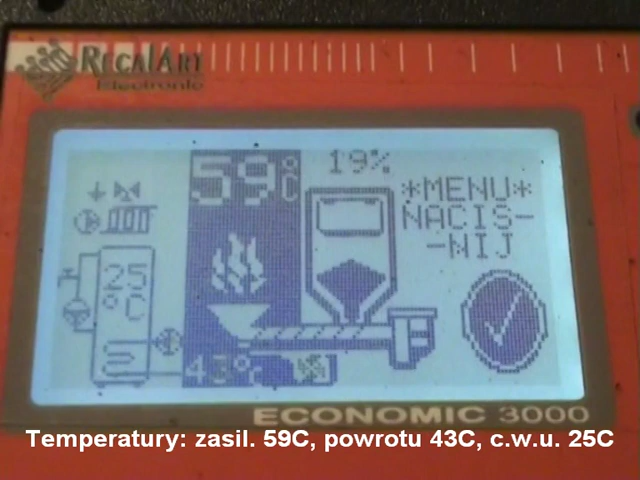 RECALART
Electronic
59°C
19%
*MENU*
NACIS-
-NIJ
25
°C
43°C
ECONOMIC 3000
Temperatury: zasil. 59C, powrotu 43C, c.w.u. 25C